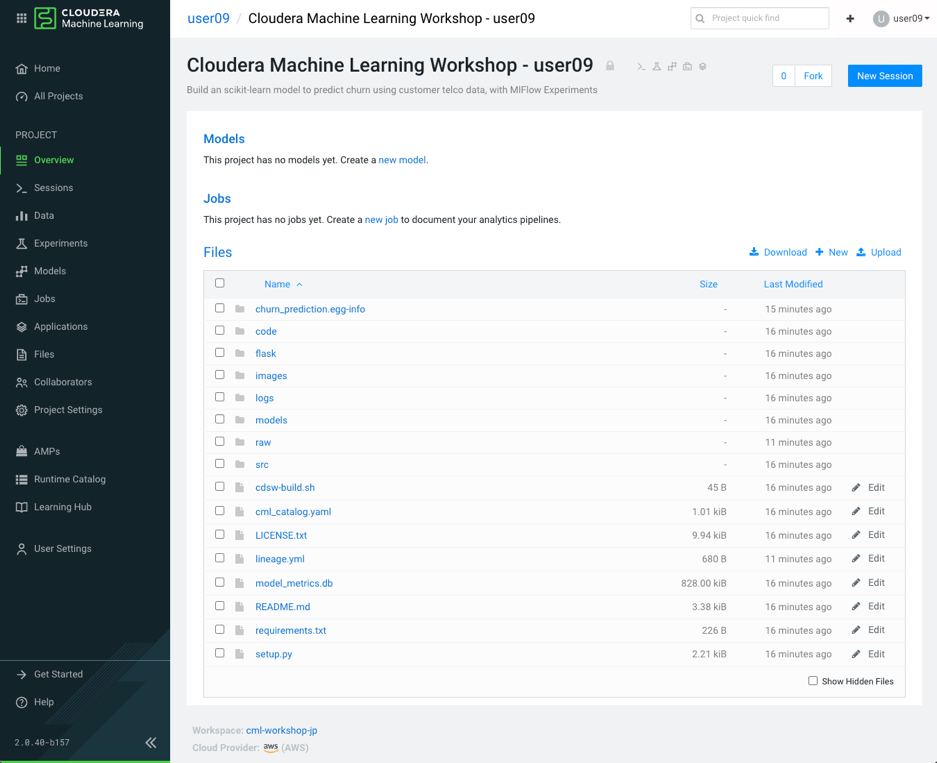 CLOUDERA
Machine Learning
user09 / Cloudera Machine Learning Workshop - user09
Project quick find
U user09
Home
All Projects
PROJECT
Overview
Sessions
Data
Experiments
Models
Jobs
Applications
Files
Collaborators
Project Settings
AMPs
Runtime Catalog
Learning Hub
User Settings
Get Started
Help
2.0.40-b157
Cloudera Machine Learning Workshop - user09
0 Fork
New Session
Build an scikit-learn model to predict churn using customer telco data, with MlFlow Experiments
Models
This project has no models yet. Create a new model.
Jobs
This project has no jobs yet. Create a new job to document your analytics pipelines.
Files
Download New Upload
Name Size Last Modified
churn_prediction.egg-info - 15 minutes ago
code - 16 minutes ago
flask - 16 minutes ago
images - 16 minutes ago
logs - 16 minutes ago
models - 16 minutes ago
raw - 11 minutes ago
src - 16 minutes ago
cdsw-build.sh 45 B 16 minutes ago Edit
cml_catalog.yaml 1.01 kiB 16 minutes ago Edit
LICENSE.txt 9.94 kiB 16 minutes ago Edit
lineage.yml 680 B 11 minutes ago Edit
model_metrics.db 828.00 kiB 16 minutes ago Edit
README.md 3.38 kiB 16 minutes ago Edit
requirements.txt 226 B 16 minutes ago Edit
setup.py 2.21 kiB 16 minutes ago Edit
Show Hidden Files
Workspace: cml-workshop-jp
Cloud Provider: aws (AWS)